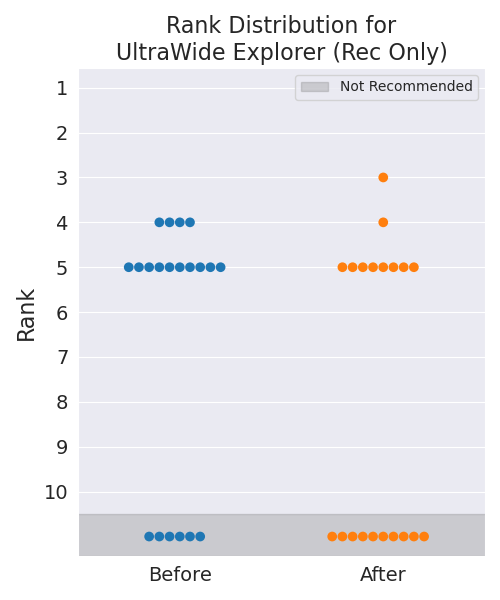 Rank Distribution for
UltraWide Explorer (Rec Only)
Not Recommended
1
2
3
4
5
6
7
8
9
10
Rank
Before
After